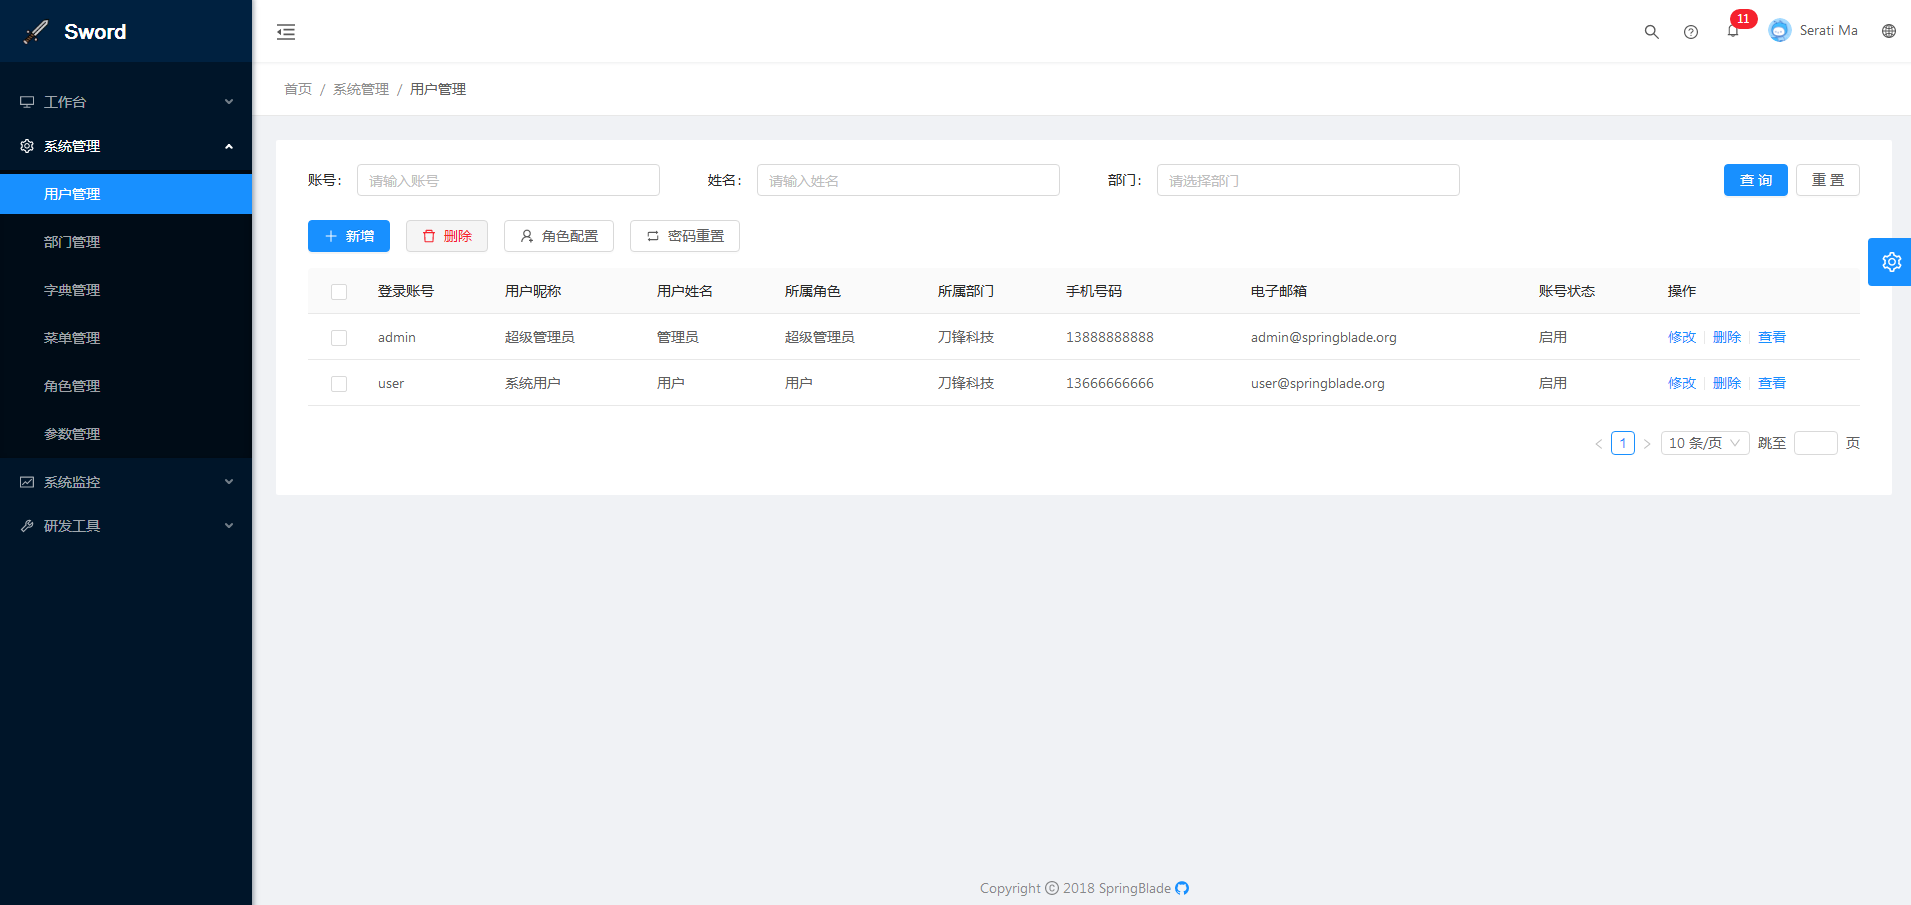 Sword
11
Serati Ma
工作台
系统管理
用户管理
部门管理
字典管理
菜单管理
角色管理
参数管理
系统监控
研发工具
首页 / 系统管理 / 用户管理
账号: 请输入账号 姓名: 请输入姓名 部门: 请选择部门 查 询 重 置
新增 删除 角色配置 密码重置
登录账号 用户昵称 用户姓名 所属角色 所属部门 手机号码 电子邮箱 账号状态 操作
admin 超级管理员 管理员 超级管理员 刀锋科技 13888888888 admin@springblade.org 启用 修改 删除 查看
user 系统用户 用户 用户 刀锋科技 13666666666 user@springblade.org 启用 修改 删除 查看
< 1 > 10 条/页 跳至 页
Copyright © 2018 SpringBlade